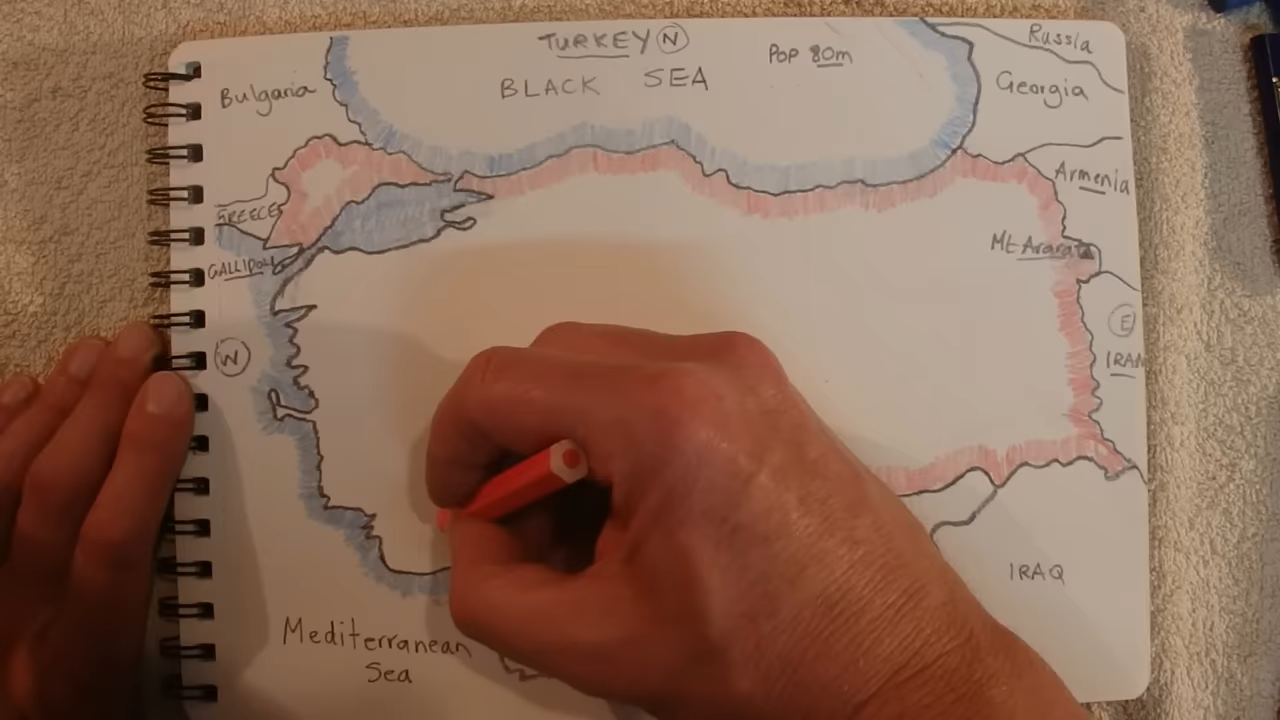 TURKEY N
Pop 80m
Russia
BLACK SEA
Bulgaria
Georgia
Armenia
GREECE
Mt Ararat
GALLIPOLI
E
W
IRAN
IRAQ
Mediterranean
Sea